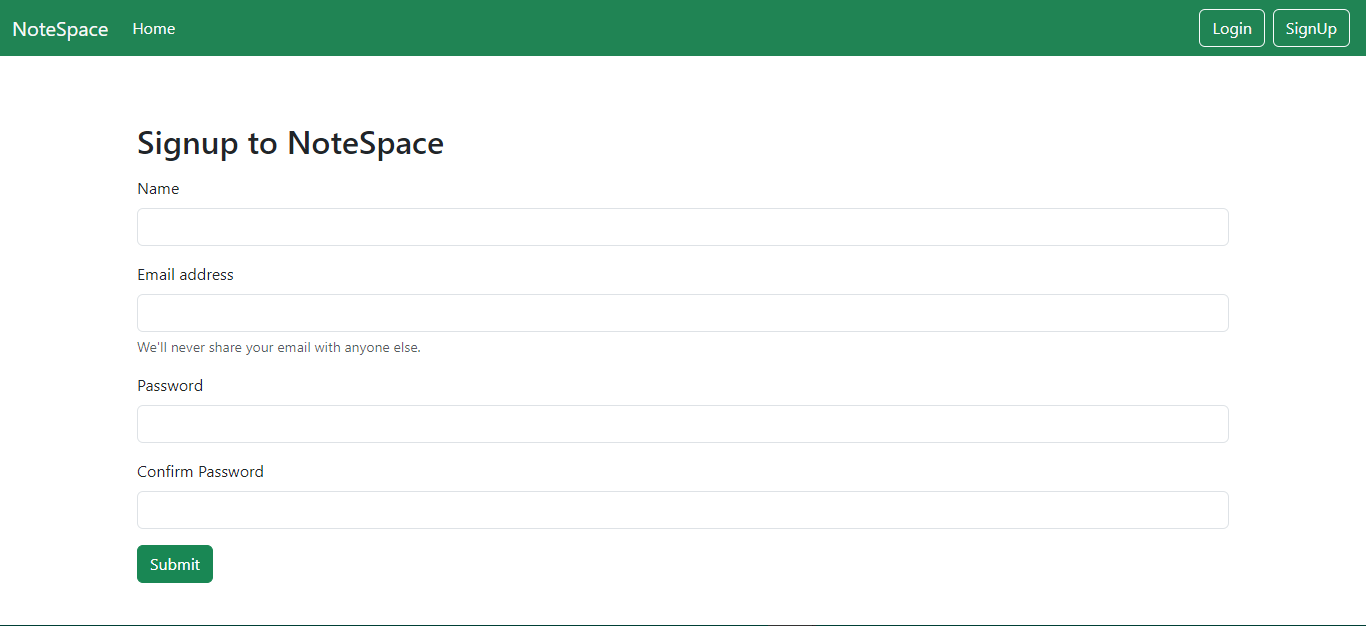 NoteSpace Home Login SignUp
Signup to NoteSpace
Name
Email address
We'll never share your email with anyone else.
Password
Confirm Password
Submit